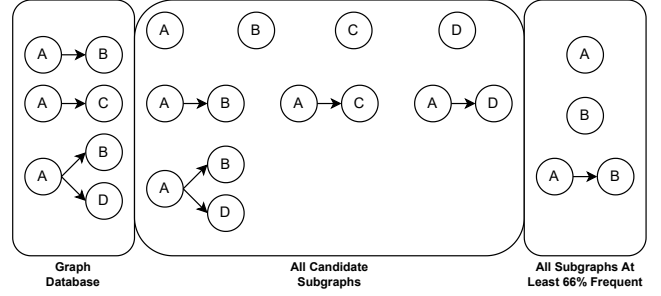 A B
A C
A B D
A B C D
A B A C A D
A B D
A
B
A B
Graph
Database
All Candidate
Subgraphs
All Subgraphs At
Least 66% Frequent